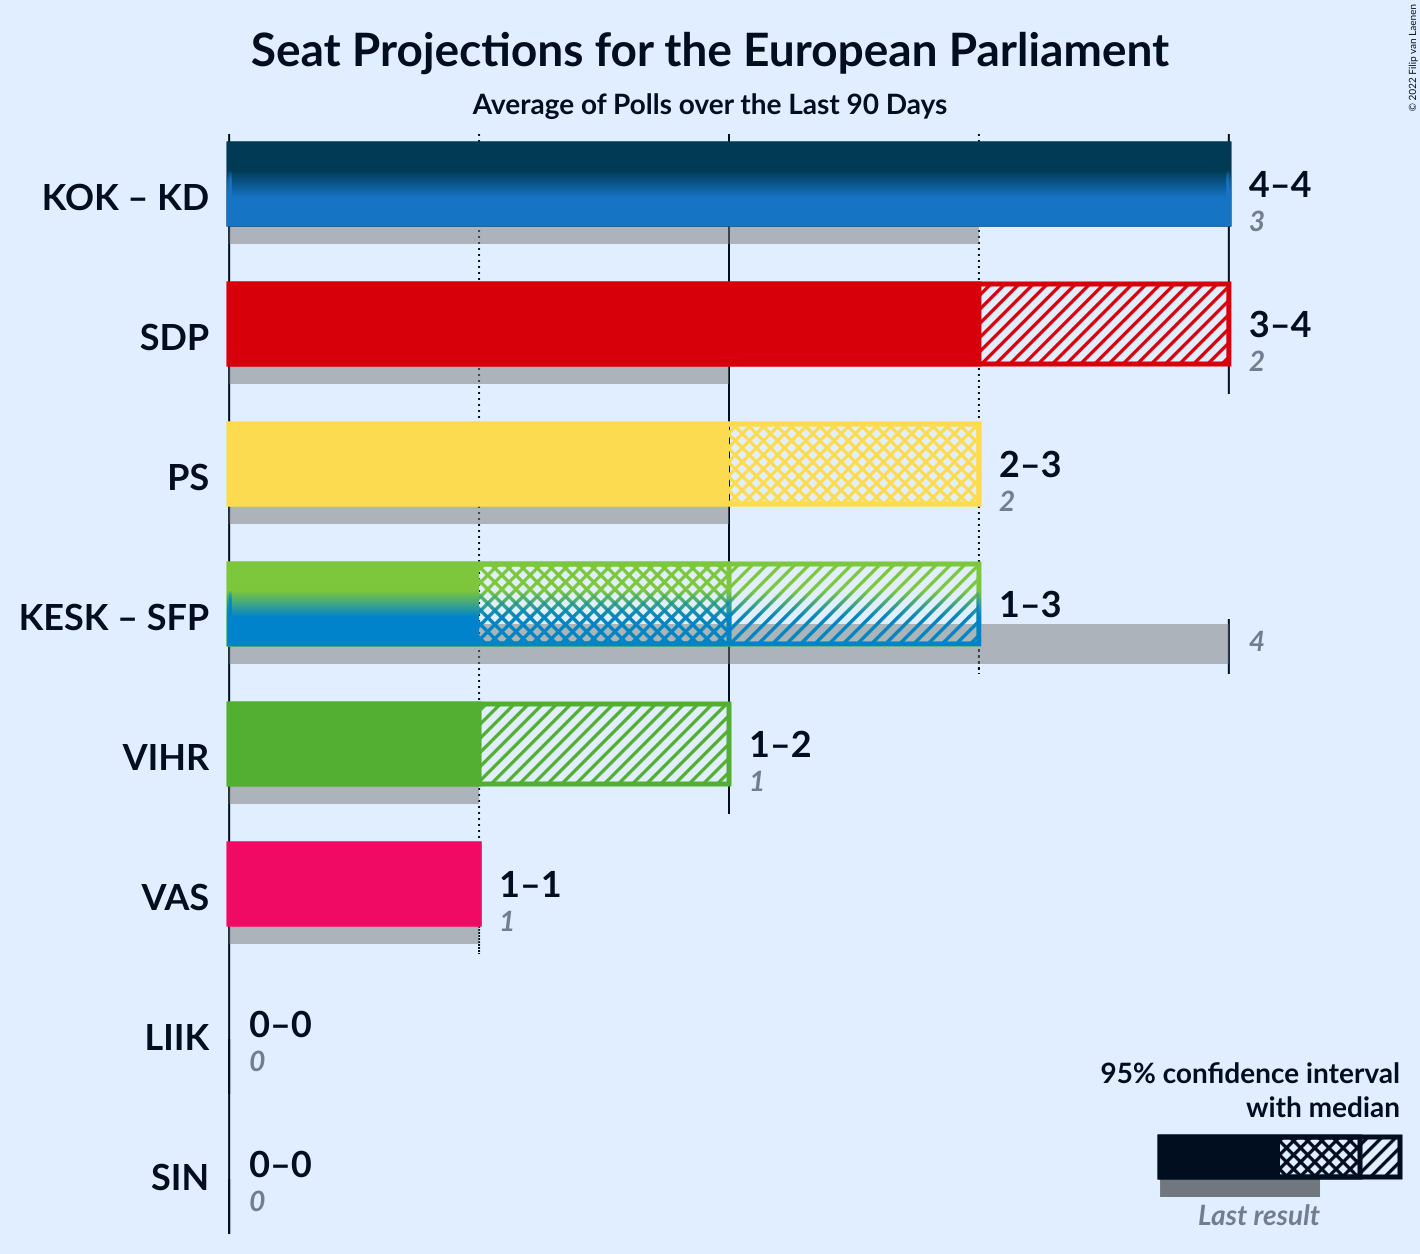 Seat Projections for the European Parliament
Average of Polls over the Last 90 Days
© 2022 Filip van Laenen
KOK – KD
4–4
3
SDP
3–4
2
PS
2–3
2
KESK – SFP
1–3
4
VIHR
1–2
1
VAS
1–1
1
LIIK
0–0
0
SIN
0–0
0
95% confidence interval
with median
Last result